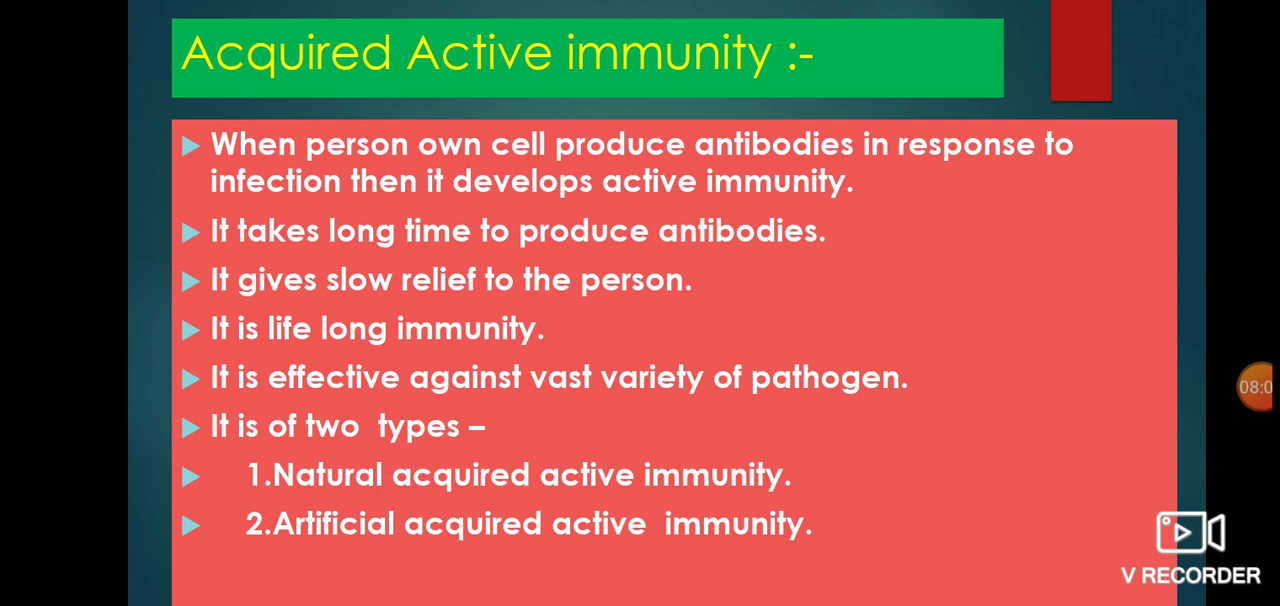 Acquired Active immunity :-
When person own cell produce antibodies in response to
infection then it develops active immunity.
It takes long time to produce antibodies.
It gives slow relief to the person.
It is life long immunity.
It is effective against vast variety of pathogen.
08:0
It is of two  types –
1.Natural acquired active immunity.
2.Artificial acquired active  immunity.
V RECORDER